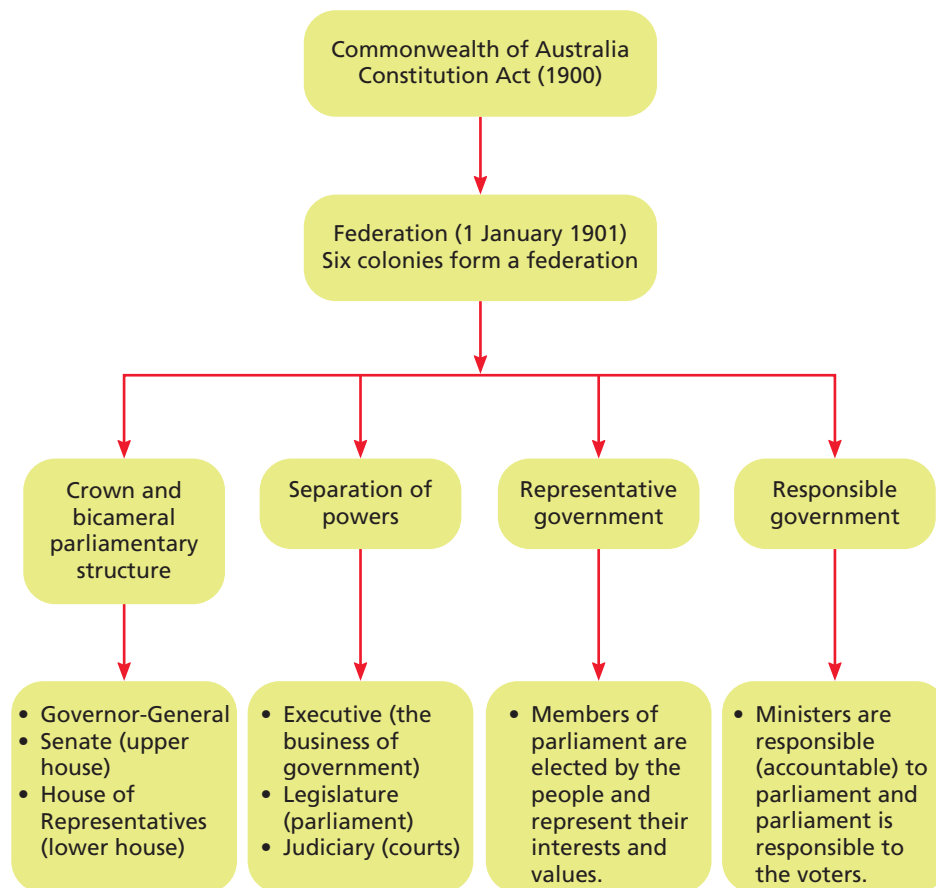 Commonwealth of Australia
Constitution Act (1900)
Federation (1 January 1901)
Six colonies form a federation
Crown and
bicameral
parliamentary
structure
Separation of
powers
Representative
government
Responsible
government
• Governor-General
• Senate (upper
house)
• House of
Representatives
(lower house)
• Executive (the
business of
government)
• Legislature
(parliament)
• Judiciary (courts)
• Members of
parliament are
elected by the
people and
represent their
interests and
values.
• Ministers are
responsible
(accountable) to
parliament and
parliament is
responsible to
the voters.